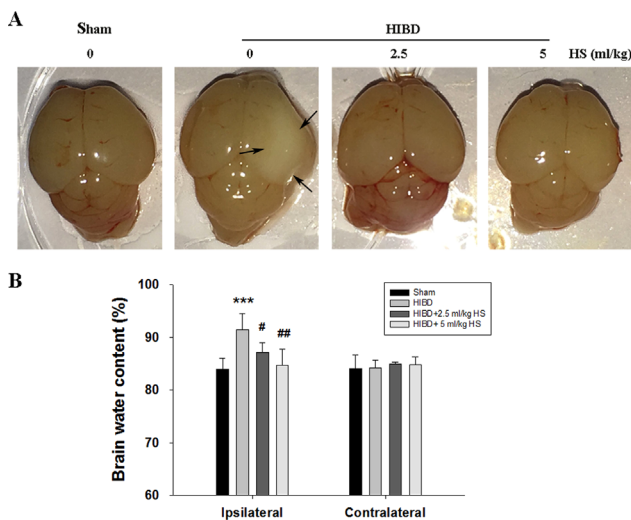 A
Sham
HIBD
0
0
2.5
5
HS (ml/kg)
B
Brain water content (%)
100
90
80
70
60
***
#
##
Sham
HIBD
HIBD+2.5 ml/kg HS
HIBD+ 5 ml/kg HS
Ipsilateral
Contralateral